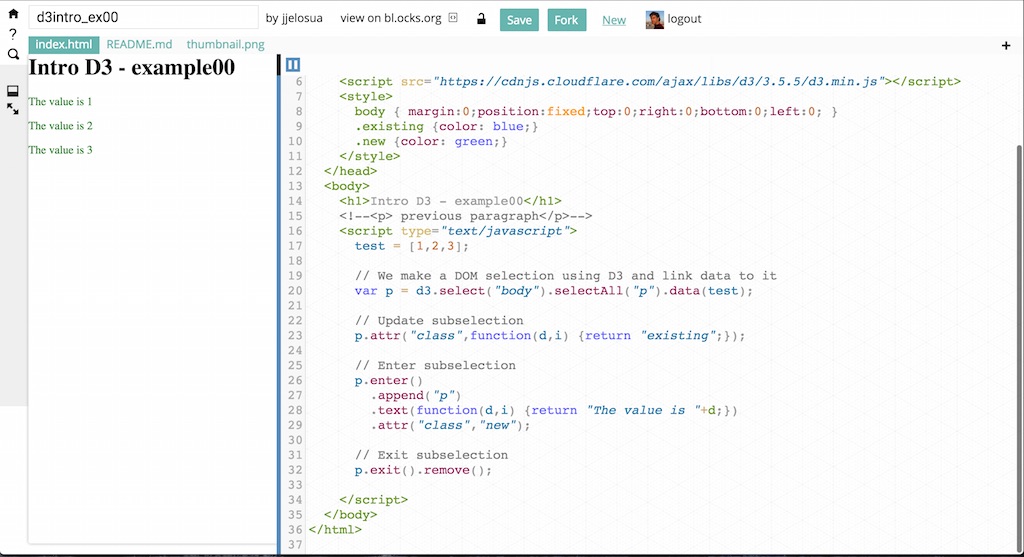 d3intro_ex00 by jjelosua view on bl.ocks.org Save Fork New logout
?
index.html README.md thumbnail.png +
Intro D3 - example00
The value is 1
The value is 2
The value is 3
6 <script src="https://cdnjs.cloudflare.com/ajax/libs/d3/3.5.5/d3.min.js"></script>
7 <style>
8 body { margin:0;position:fixed;top:0;right:0;bottom:0;left:0; }
9 .existing {color: blue;}
10 .new {color: green;}
11 </style>
12 </head>
13 <body>
14 <h1>Intro D3 - example00</h1>
15 <!--<p> previous paragraph</p>-->
16 <script type="text/javascript">
17 test = [1,2,3];
18
19 // We make a DOM selection using D3 and link data to it
20 var p = d3.select("body").selectAll("p").data(test);
21
22 // Update subselection
23 p.attr("class",function(d,i) {return "existing";});
24
25 // Enter subselection
26 p.enter()
27 .append("p")
28 .text(function(d,i) {return "The value is "+d;})
29 .attr("class","new");
30
31 // Exit subselection
32 p.exit().remove();
33
34 </script>
35 </body>
36 </html>
37